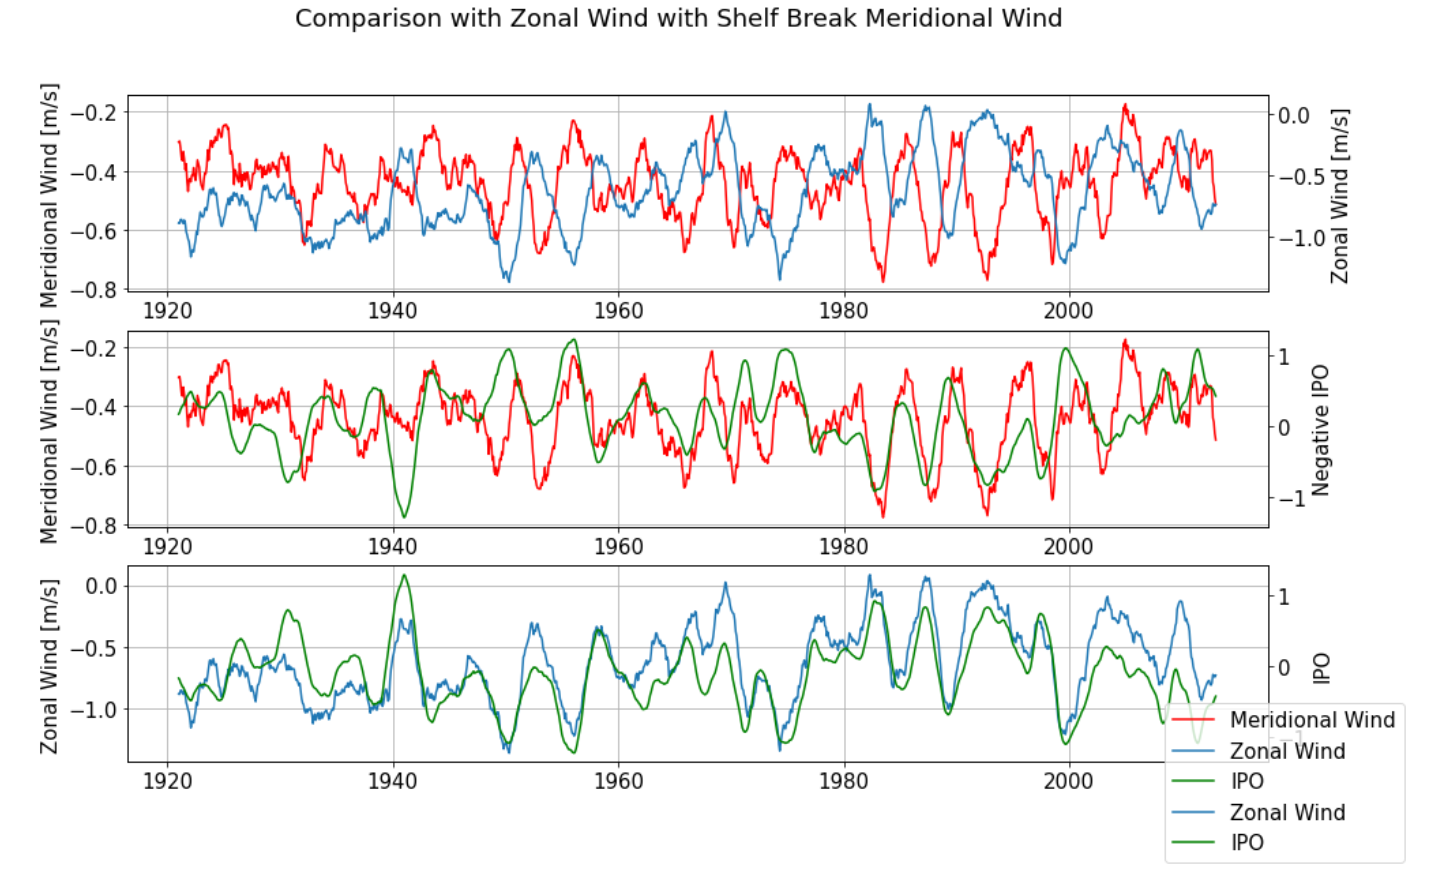 Comparison with Zonal Wind with Shelf Break Meridional Wind
Meridional Wind [m/s]
−0.2
−0.4
−0.6
−0.8
0.0
−0.5
−1.0
Zonal Wind [m/s]
1920 1940 1960 1980 2000
Meridional Wind [m/s]
−0.2
−0.4
−0.6
−0.8
1
0
−1
Negative IPO
1920 1940 1960 1980 2000
Zonal Wind [m/s]
0.0
−0.5
−1.0
1
0
−1
IPO
1920 1940 1960 1980 2000
Meridional Wind
Zonal Wind
IPO
Zonal Wind
IPO